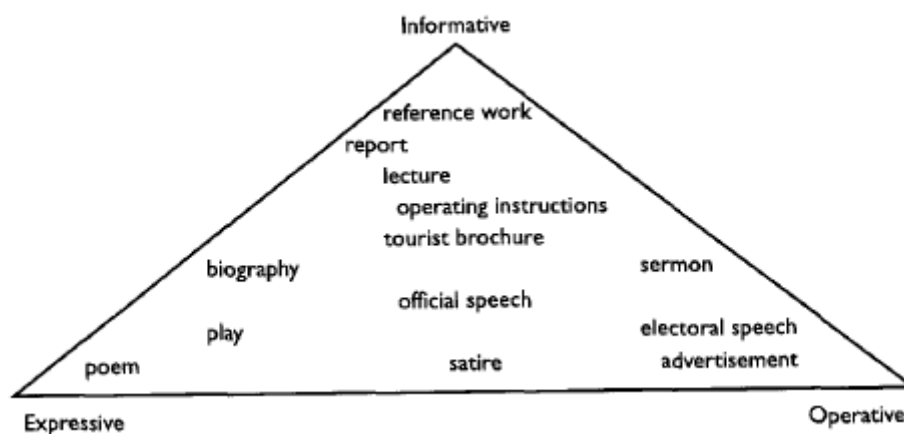 Informative
reference work
report
lecture
operating instructions
tourist brochure
biography
sermon
official speech
play
electoral speech
poem
satire
advertisement
Expressive
Operative